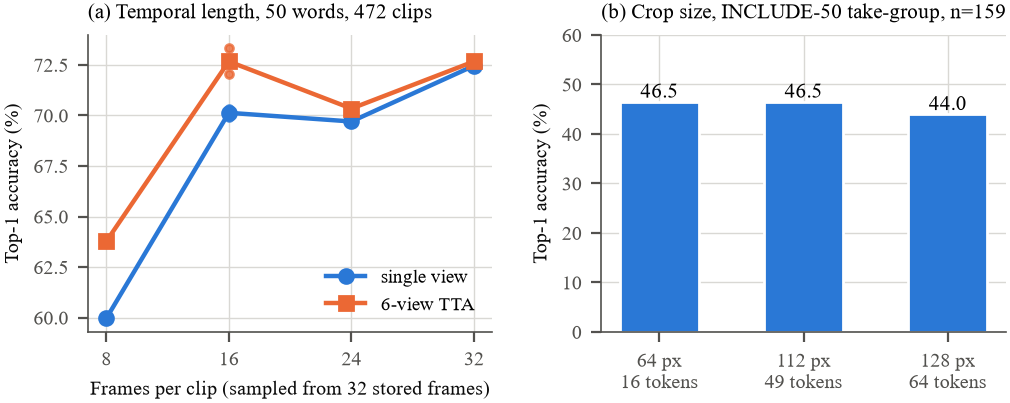 (a) Temporal length, 50 words, 472 clips
Top-1 accuracy (%)
72.5
70.0
67.5
65.0
62.5
60.0
single view
6-view TTA
8 16 24 32
Frames per clip (sampled from 32 stored frames)
(b) Crop size, INCLUDE-50 take-group, n=159
Top-1 accuracy (%)
60
50
40
30
20
10
0
46.5 46.5 44.0
64 px 112 px 128 px
16 tokens 49 tokens 64 tokens